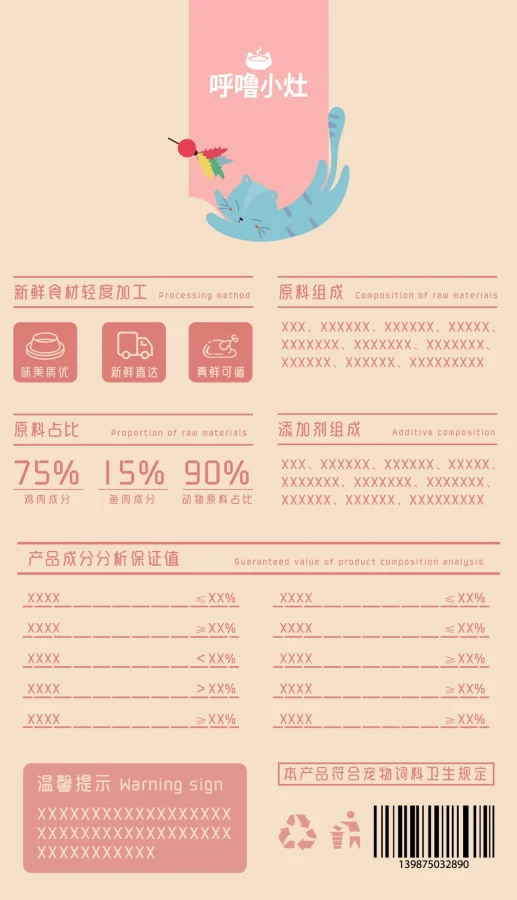 呼噜小灶
新鲜食材轻度加工 Processing method
味美质优 新鲜直达 真鲜可循
原料组成 Composition of raw materials
XXX、XXXXXX、XXXXXX、XXXXX、
XXXXXXX、XXXXXXX、XXXXXXX、
XXXXXX、XXXXXX、XXXXXXXXX
原料占比 Proportion of raw materials
75% 15% 90%
鸡肉成分 鱼肉成分 动物原料占比
添加剂组成 Additive composition
XXX、XXXXXX、XXXXXX、XXXXX、
XXXXXXX、XXXXXXX、XXXXXXX、
XXXXXX、XXXXXX、XXXXXXXXX
产品成分分析保证值 Guaranteed value of product composition analysis
XXXX ⩽XX%
XXXX ⩾XX%
XXXX <XX%
XXXX >XX%
XXXX ⩾XX%
XXXX ⩽XX%
XXXX ⩽XX%
XXXX ⩾XX%
XXXX ⩾XX%
XXXX ⩾XX%
温馨提示 Warning sign
XXXXXXXXXXXXXXXXXX
XXXXXXXXXXXXXXXXXX
XXXXXXXXXXX
本产品符合宠物饲料卫生规定
139875032890